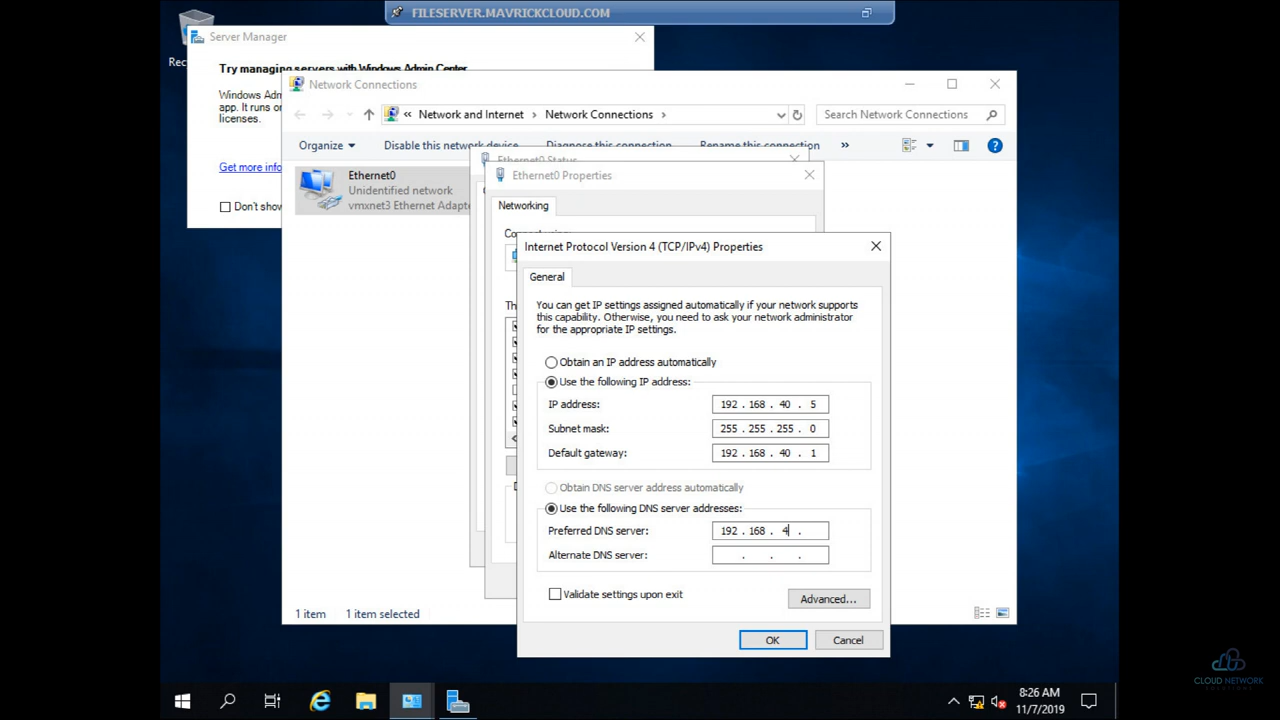 FILESERVER.MAVRICKCLOUD.COM
Server Manager
Try managing servers with Windows Admin Center
Network Connections
« Network and Internet > Network Connections >
Search Network Connections
Organize
Disable this network device
Diagnose this connection
Rename this connection
»
Get more info
Ethernet0
Unidentified network
vmxnet3 Ethernet Adapte
Don't show
app. It runs o
licenses.
Ethernet0 Status
Ethernet0 Properties
Networking
Internet Protocol Version 4 (TCP/IPv4) Properties
General
You can get IP settings assigned automatically if your network supports
this capability. Otherwise, you need to ask your network administrator
for the appropriate IP settings.
Obtain an IP address automatically
Use the following IP address:
IP address: 192 . 168 . 40 . 5
Subnet mask: 255 . 255 . 255 . 0
Default gateway: 192 . 168 . 40 . 1
Obtain DNS server address automatically
Use the following DNS server addresses:
Preferred DNS server: 192 . 168 . 4 .
Alternate DNS server: . . .
Validate settings upon exit
Advanced...
OK
Cancel
1 item
1 item selected
8:26 AM
11/7/2019
CLOUD NETWORK
SOLUTIONS